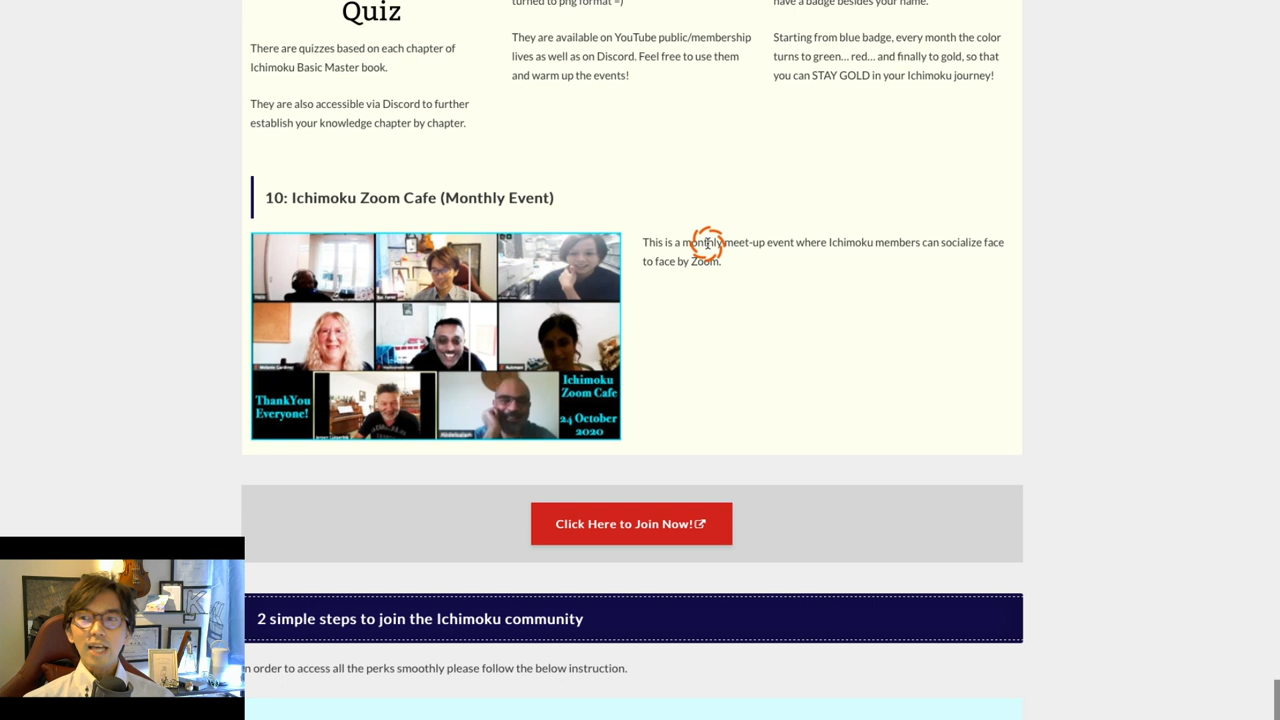 Quiz
There are quizzes based on each chapter of
Ichimoku Basic Master book.
They are also accessible via Discord to further
establish your knowledge chapter by chapter.
turned to png format =)
They are available on YouTube public/membership
lives as well as on Discord. Feel free to use them
and warm up the events!
have a badge besides your name.
Starting from blue badge, every month the color
turns to green... red... and finally to gold, so that
you can STAY GOLD in your Ichimoku journey!
10: Ichimoku Zoom Cafe (Monthly Event)
ThankYou
Everyone!
Ichimoku
Zoom Cafe
24 October
2020
This is a monthly meet-up event where Ichimoku members can socialize face
to face by Zoom.
Click Here to Join Now!
2 simple steps to join the Ichimoku community
n order to access all the perks smoothly please follow the below instruction.